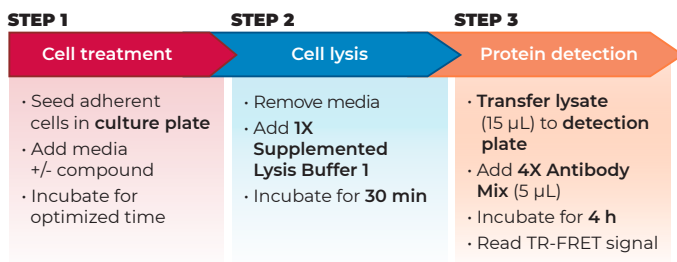 STEP 1
Cell treatment
· Seed adherent
cells in culture plate
· Add media
+/- compound
· Incubate for
optimized time
STEP 2
Cell lysis
· Remove media
· Add 1X
Supplemented
Lysis Buffer 1
· Incubate for 30 min
STEP 3
Protein detection
· Transfer lysate
(15 µL) to detection
plate
· Add 4X Antibody
Mix (5 µL)
· Incubate for 4 h
· Read TR-FRET signal